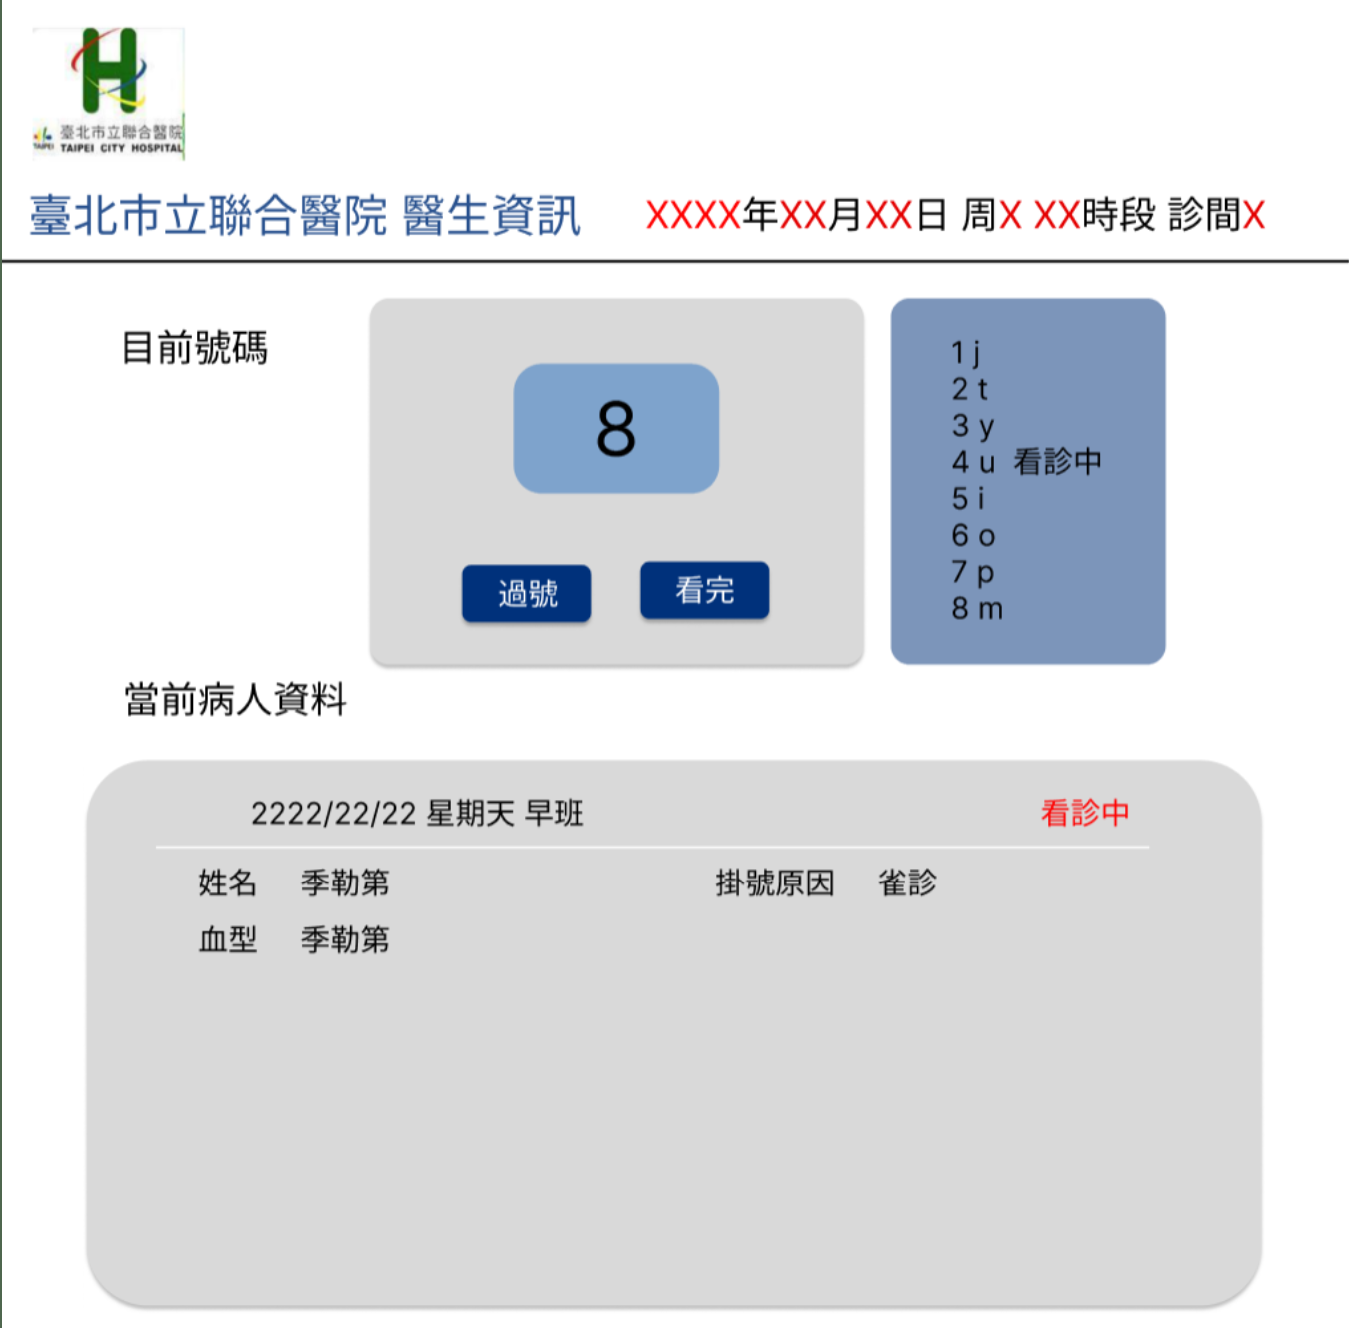 臺北市立聯合醫院
TAIPEI TAIPEI CITY HOSPITAL
臺北市立聯合醫院 醫生資訊 XXXX年XX月XX日 周X XX時段 診間X
目前號碼
8
過號 看完
1 j
2 t
3 y
4 u 看診中
5 i
6 o
7 p
8 m
當前病人資料
2222/22/22 星期天 早班 看診中
姓名 季勒第 掛號原因 雀診
血型 季勒第